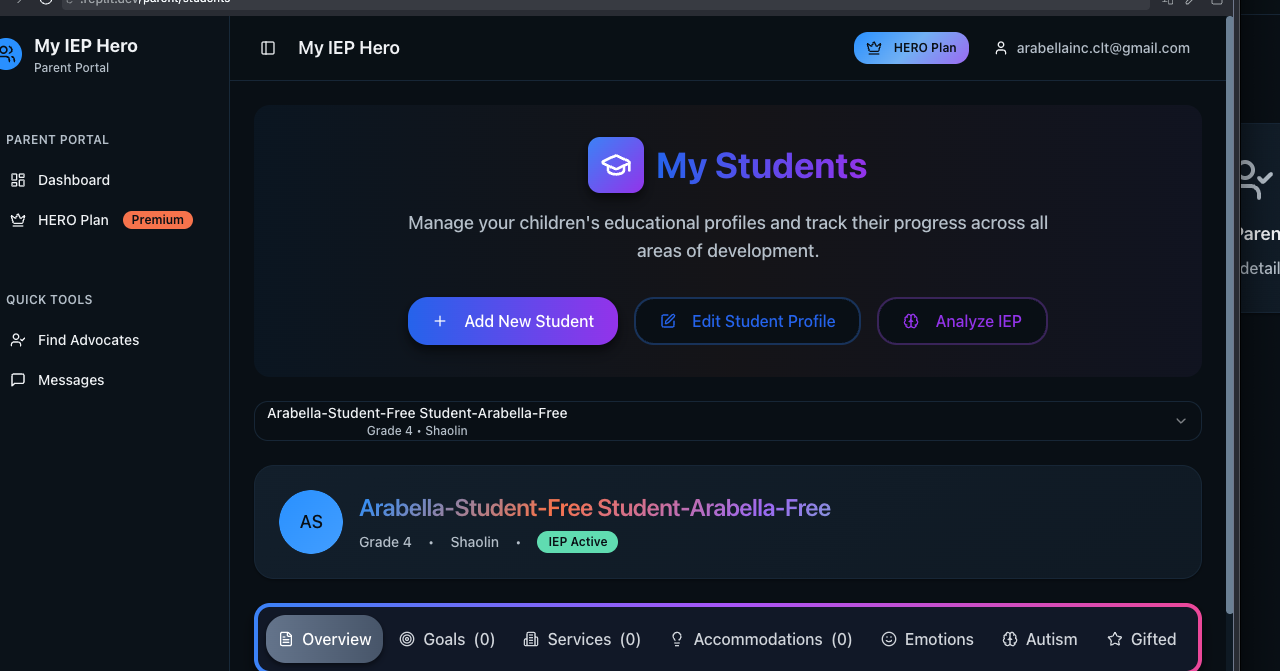 .replit.dev/parent/students
My IEP Hero
Parent Portal
My IEP Hero
HERO Plan
arabellainc.clt@gmail.com
PARENT PORTAL
Dashboard
HERO Plan Premium
QUICK TOOLS
Find Advocates
Messages
My Students
Manage your children's educational profiles and track their progress across all
areas of development.
+ Add New Student
Edit Student Profile
Analyze IEP
Arabella-Student-Free Student-Arabella-Free
Grade 4 • Shaolin
AS
Arabella-Student-Free Student-Arabella-Free
Grade 4 • Shaolin • IEP Active
Overview Goals (0) Services (0) Accommodations (0) Emotions Autism Gifted